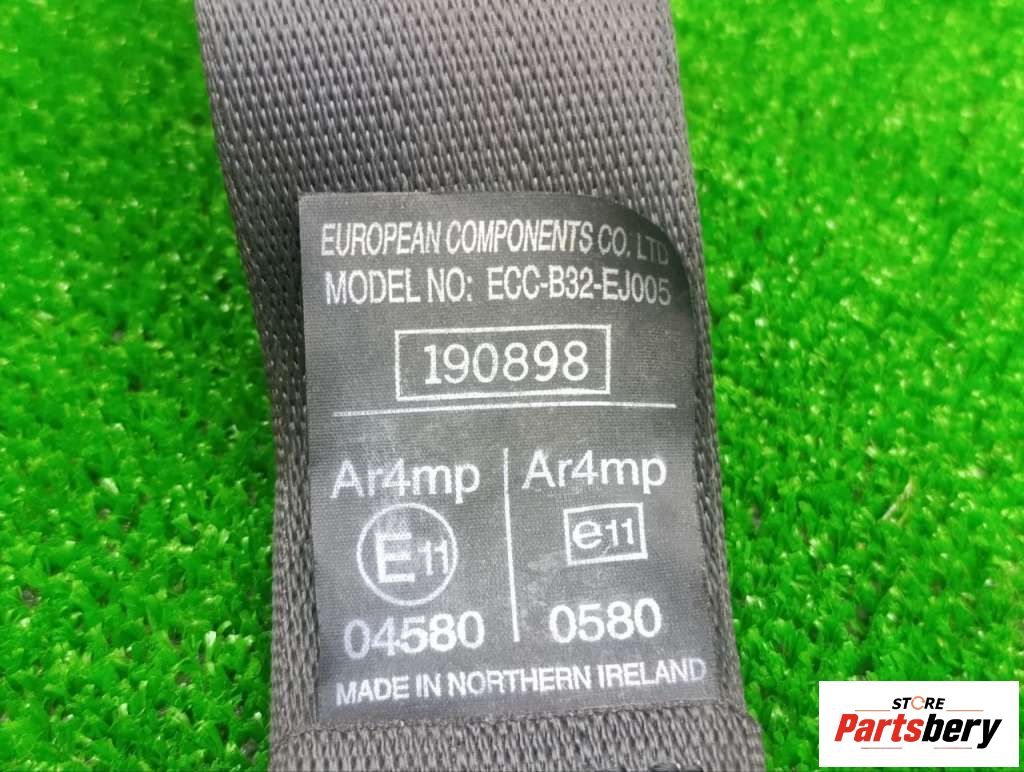 EUROPEAN COMPONENTS CO. LTD
MODEL NO: ECC-B32-EJ005
190898
Ar4mp Ar4mp
E11 e11
04580 0580
MADE IN NORTHERN IRELAND
STORE
Partsbery